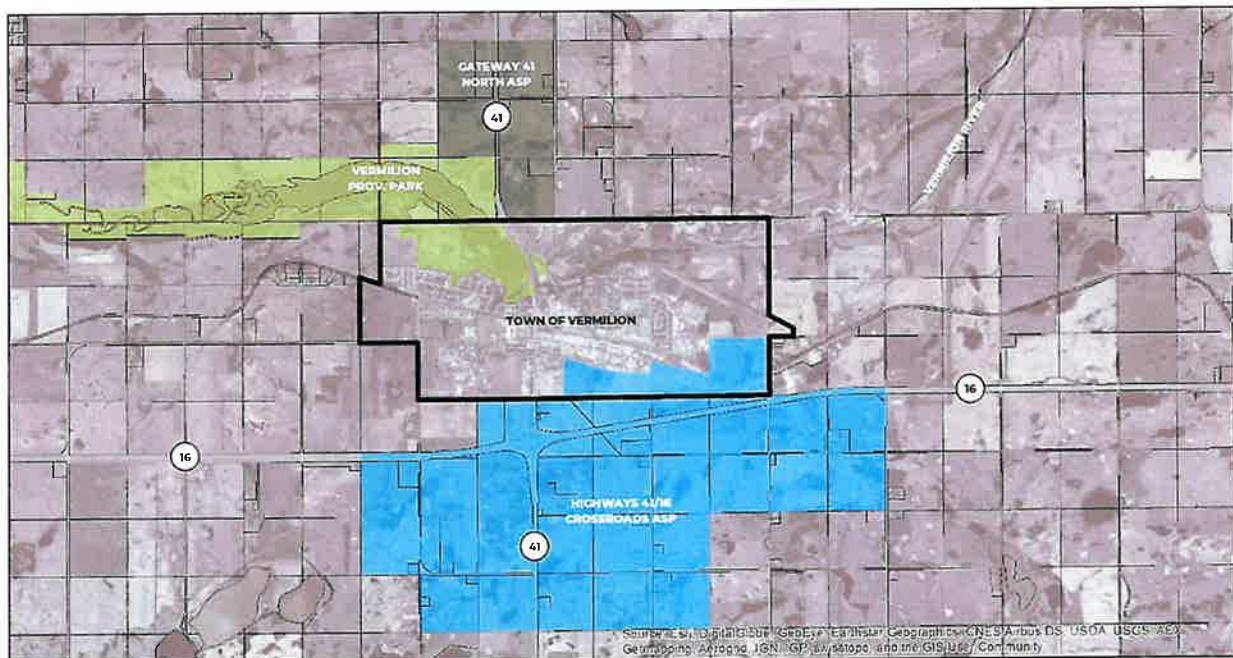 GATEWAY 41
NORTH ASP
41
VERMILION
PROV. PARK
VERMILION RIVER
TOWN OF VERMILION
16
16
HIGHWAYS 41/16
CROSSROADS ASP
41
Source: Esri, DigitalGlobe, GeoEye, Earthstar Geographics, CNES/Airbus DS, USDA, USGS, AEX,
Getmapping, Aerogrid, IGN, IGP, swisstopo, and the GIS User Community